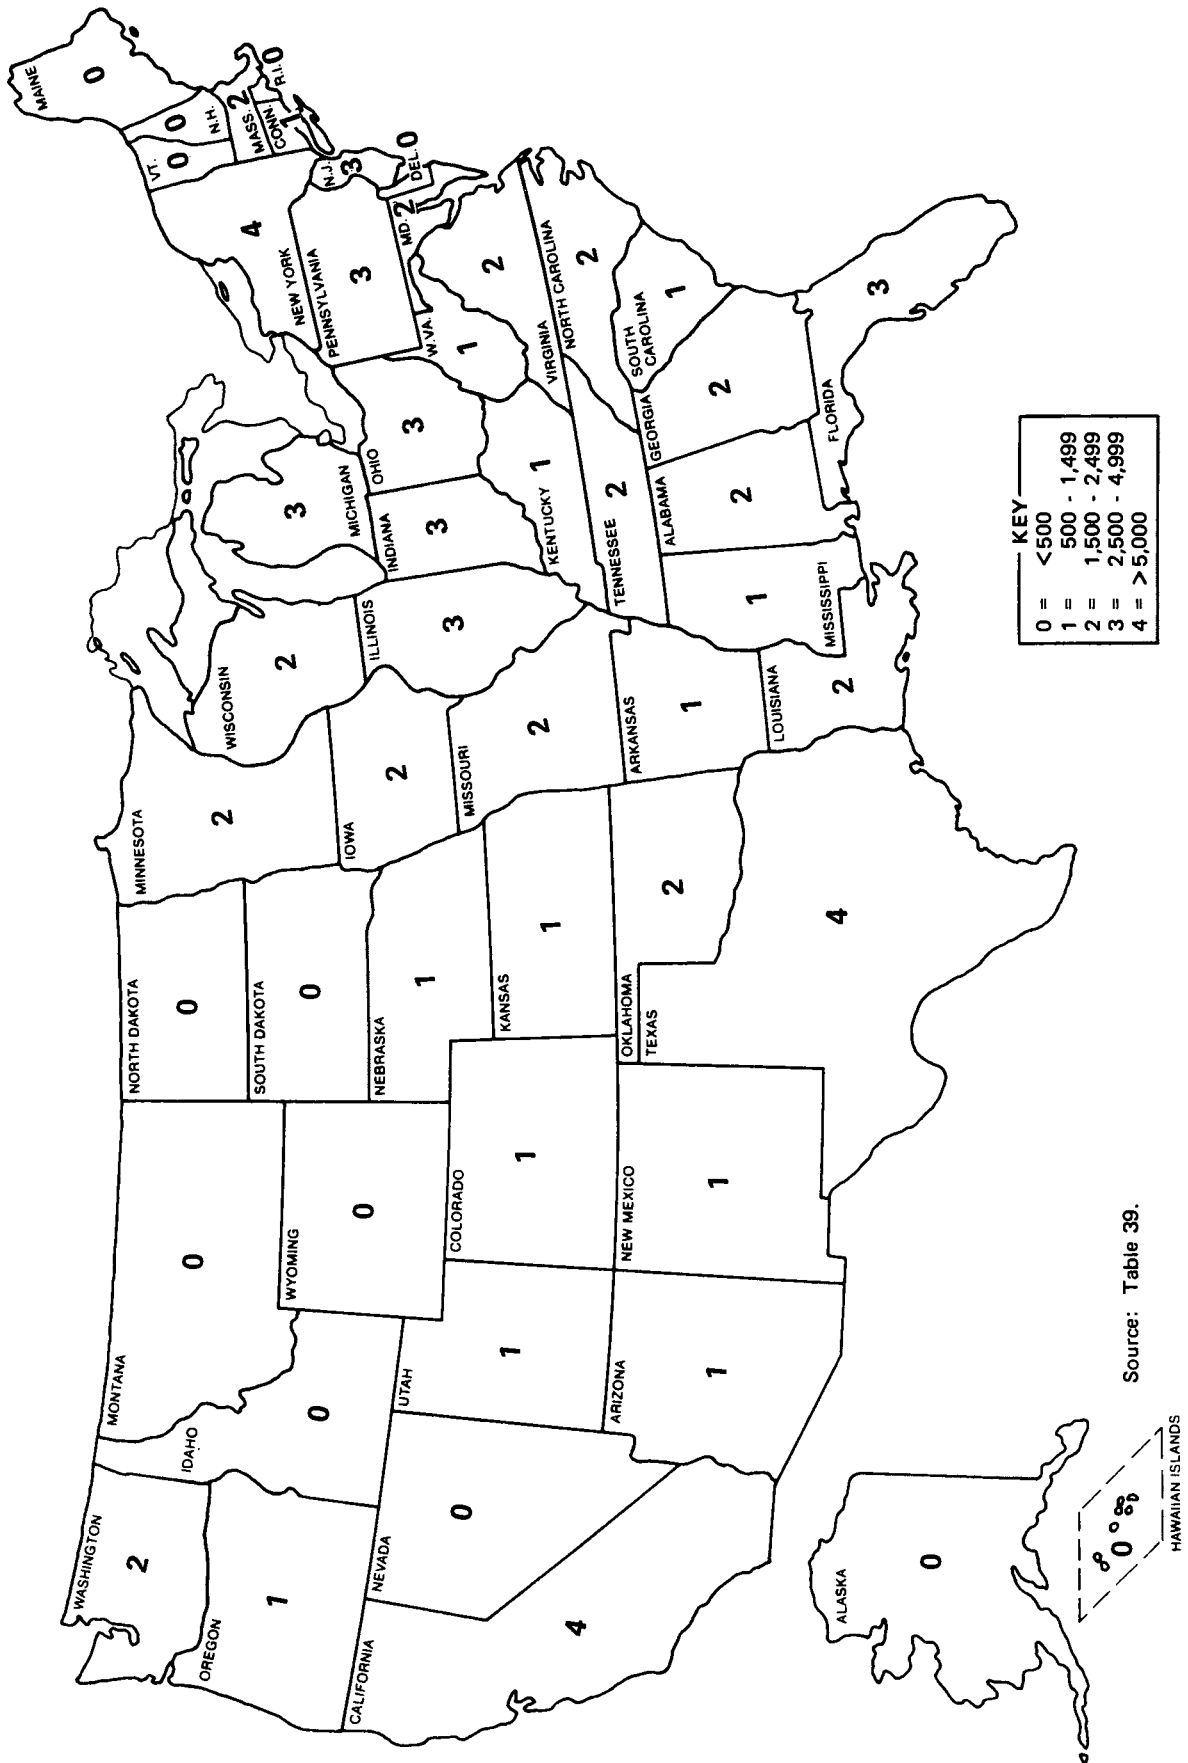 WASHINGTON
2
OREGON
1
CALIFORNIA
4
NEVADA
0
IDAHO
0
MONTANA
0
WYOMING
0
UTAH
1
ARIZONA
1
COLORADO
1
NEW MEXICO
1
NORTH DAKOTA
0
SOUTH DAKOTA
0
NEBRASKA
1
KANSAS
1
OKLAHOMA
2
TEXAS
4
MINNESOTA
2
IOWA
2
MISSOURI
2
ARKANSAS
1
LOUISIANA
2
WISCONSIN
2
ILLINOIS
3
MICHIGAN
3
INDIANA
3
OHIO
3
KENTUCKY
1
TENNESSEE
2
MISSISSIPPI
1
ALABAMA
2
GEORGIA
2
FLORIDA
3
SOUTH
CAROLINA
1
NORTH CAROLINA
2
VIRGINIA
2
W.VA.
1
PENNSYLVANIA
3
NEW YORK
4
MD.
2
DEL.
0
N.J.
3
CONN.
1
R.I.
0
MASS.
2
VT.
0
N.H.
0
MAINE
0
ALASKA
0
HAWAIIAN ISLANDS
0
Source: Table 39.
KEY
0 = <500
1 = 500 - 1,499
2 = 1,500 - 2,499
3 = 2,500 - 4,999
4 = >5,000